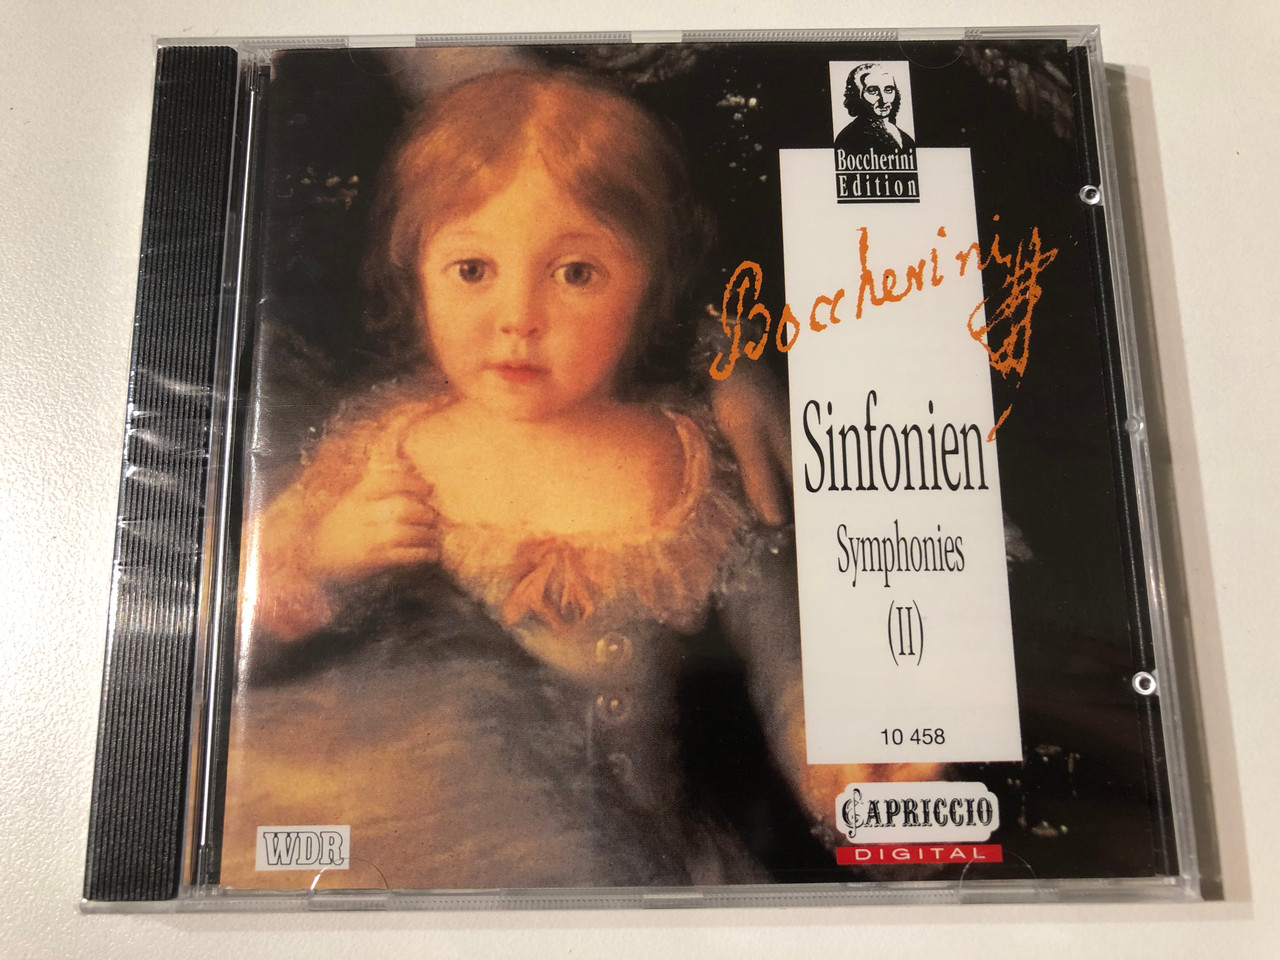 Boccherini
Edition
Boccherini
Sinfonien
Symphonies
(II)
10 458
CAPRICCIO
DIGITAL
WDR